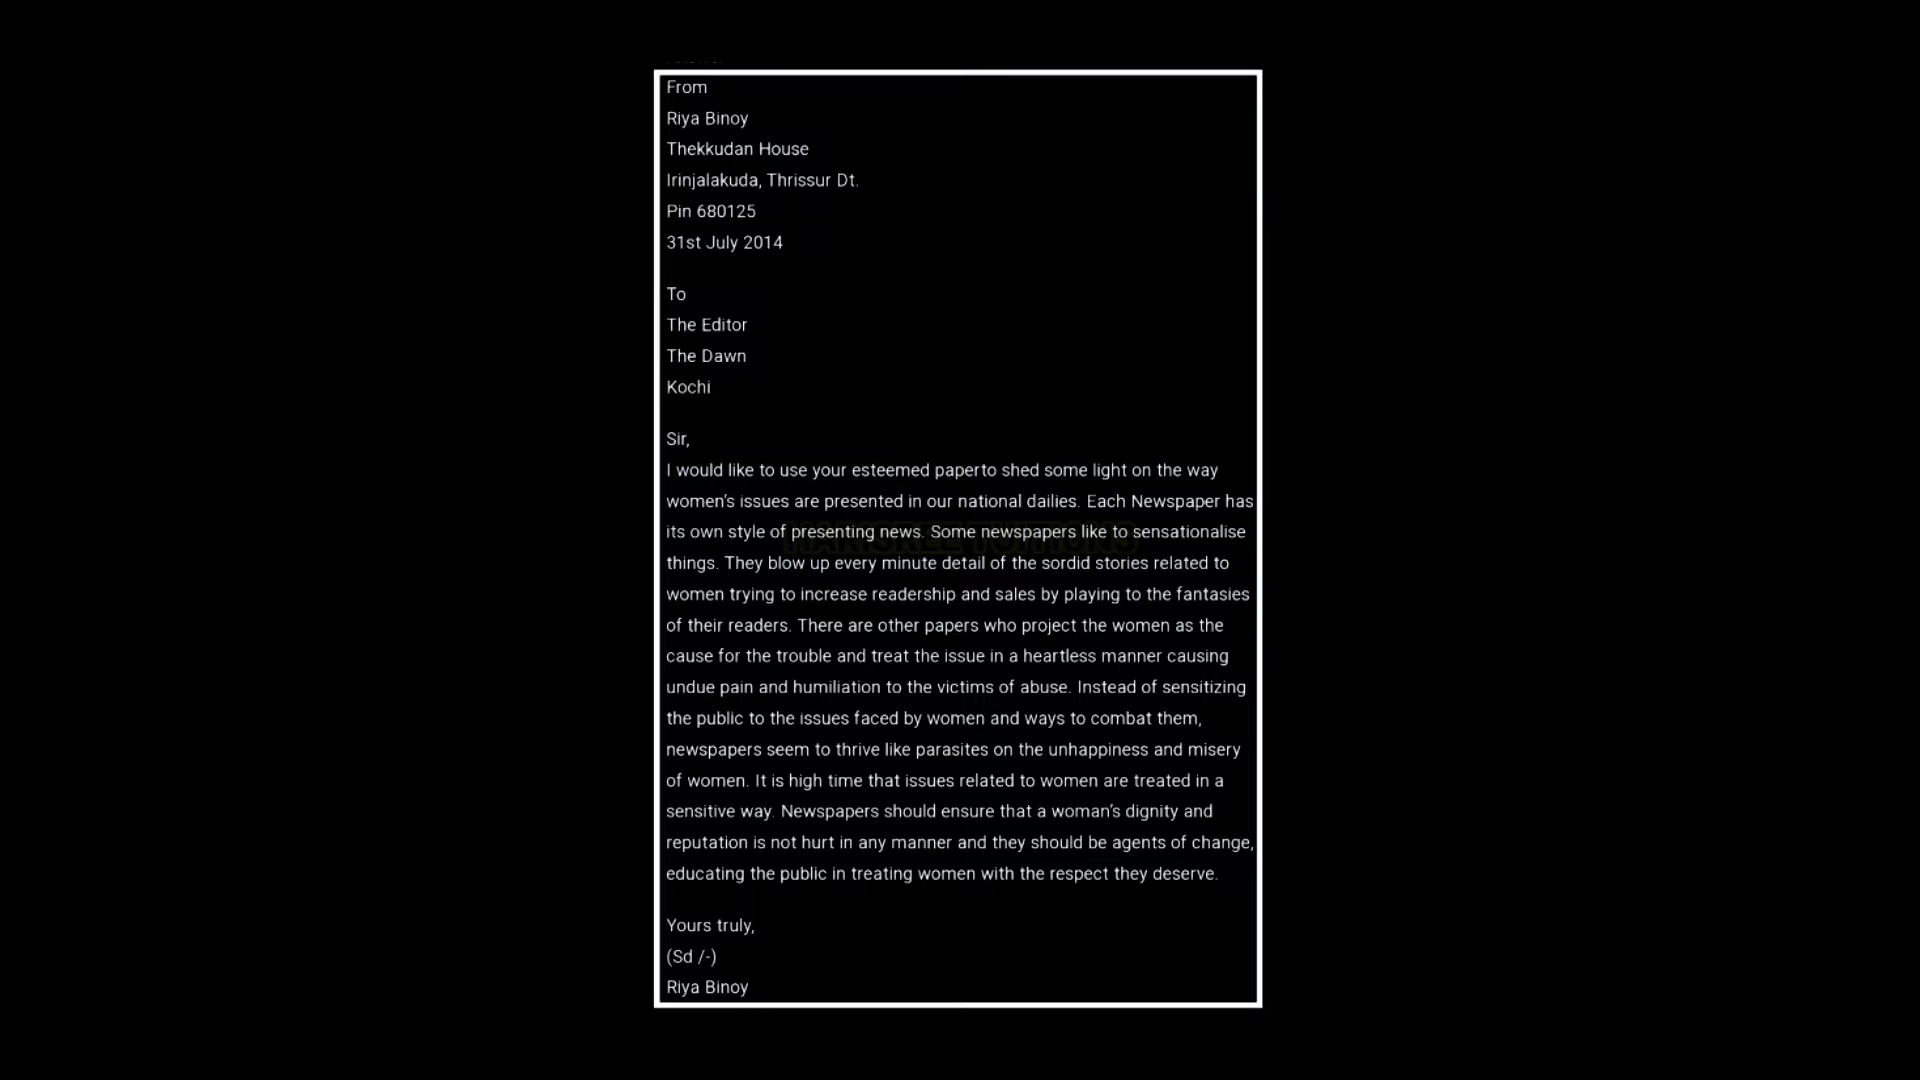 From
Riya Binoy
Thekkudan House
Irinjalakuda, Thrissur Dt.
Pin 680125
31st July 2014
To
The Editor
The Dawn
Kochi
Sir,
I would like to use your esteemed paperto shed some light on the way
women's issues are presented in our national dailies. Each Newspaper has
its own style of presenting news. Some newspapers like to sensationalise
things. They blow up every minute detail of the sordid stories related to
women trying to increase readership and sales by playing to the fantasies
of their readers. There are other papers who project the women as the
cause for the trouble and treat the issue in a heartless manner causing
undue pain and humiliation to the victims of abuse. Instead of sensitizing
the public to the issues faced by women and ways to combat them,
newspapers seem to thrive like parasites on the unhappiness and misery
of women. It is high time that issues related to women are treated in a
sensitive way. Newspapers should ensure that a woman's dignity and
reputation is not hurt in any manner and they should be agents of change,
educating the public in treating women with the respect they deserve.
Yours truly,
(Sd /-)
Riya Binoy